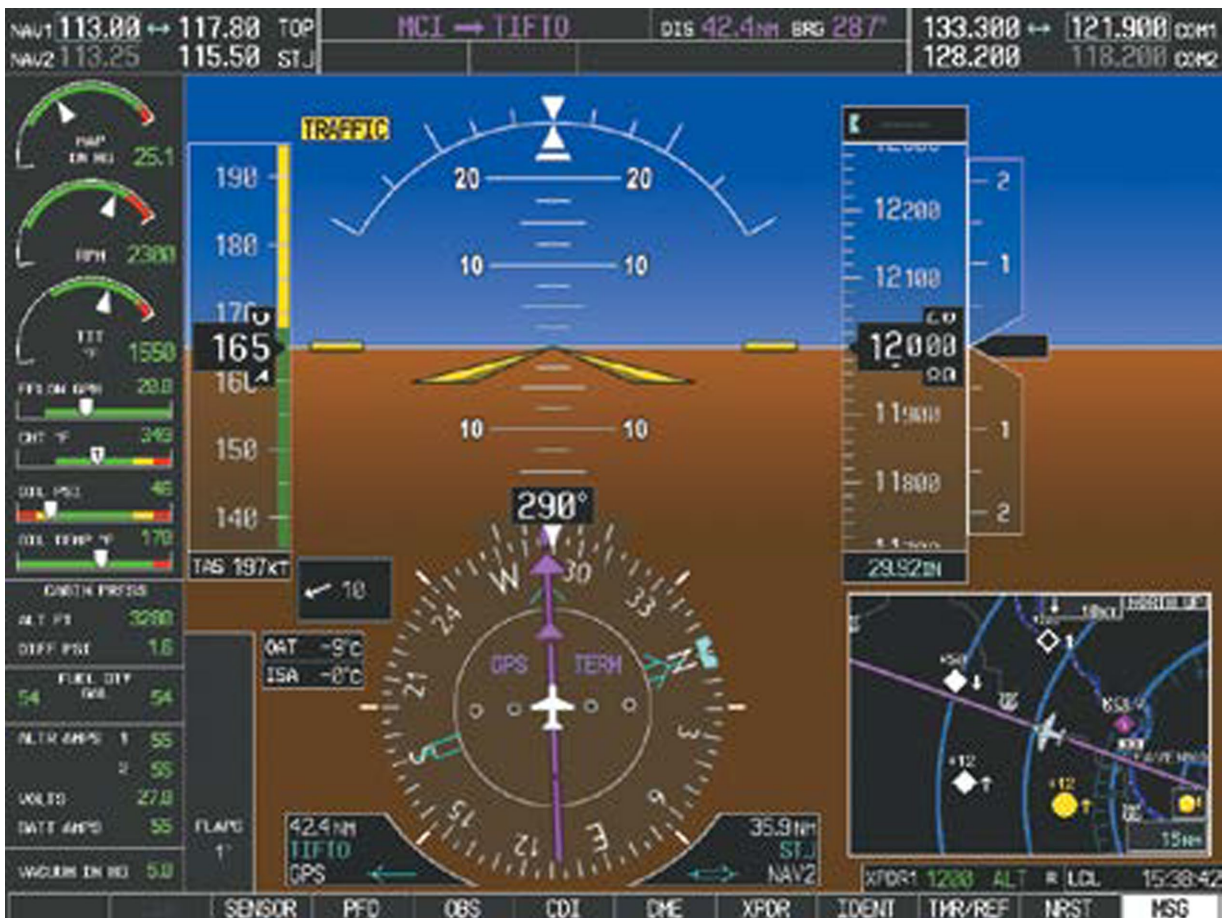 NAV1 113.00 ↔ 117.80 TOP
NAV2 113.25 115.50 STJ
MCI → TIFTO DIS 42.4NM BRG 287°
133.300 ↔ 121.900 COM1
128.200 118.200 COM2
MAP
IN HG 25.1
RPM 2300
TIT
°F 1550
FFLOW GPH 20.0
CHT °F 349
OIL PSI 46
OIL TEMP °F 170
CABIN PRESS
ALT FT 3200
DIFF PSI 1.6
FUEL QTY
54 GAL 54
ALTR AMPS 1 55
2 55
VOLTS 27.8
BATT AMPS 55
VACUUM IN HG 5.0
TRAFFIC
190
180
170
165
160
150
140
TAS 197KT
20 20
10 10
10 10
12200
12100
12000
11900
11800
29.92IN
2
1
1
2
290°
10
OAT -9°C
ISA -0°C
W 30 33 N 3 6 E 12 15 S 21 24
GPS TERM
FLAPS
1°
42.4NM
TIFTO
GPS
35.9NM
STJ
NAV2
NORTH UP
+12
+12
15NM
XPDR1 1200 ALT R LCL 15:38:42
SENSOR PFD OBS CDI DME XPDR IDENT TMR/REF NRST MSG